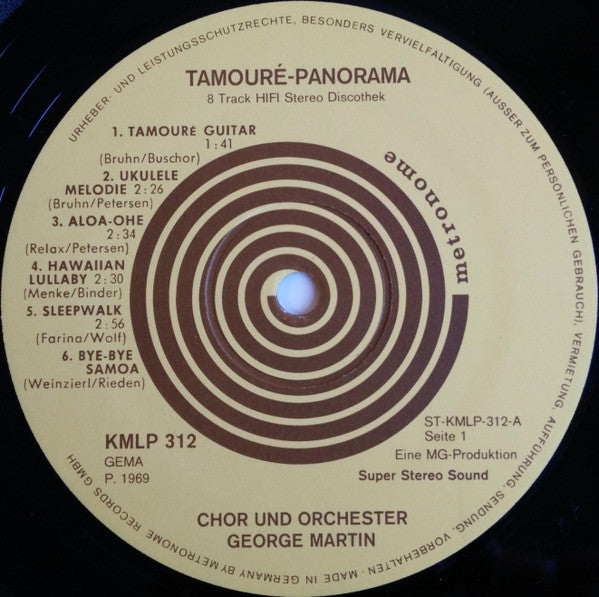 URHEBER- UND LEISTUNGSSCHUTZRECHTE, BESONDERS VERVIELFÄLTIGUNG (AUSSER ZUM PERSÖNLICHEN GEBRAUCH), VERMIETUNG, AUFFÜHRUNG, SENDUNG, VORBEHALTEN · MADE IN GERMANY BY METRONOME RECORDS GMBH
TAMOURÉ-PANORAMA
8 Track HIFI Stereo Discothek
1. TAMOURÉ GUITAR
1:41
(Bruhn/Buschor)
2. UKULELE
MELODIE 2:26
(Bruhn/Petersen)
3. ALOA-OHE
2:34
(Relax/Petersen)
4. HAWAIIAN
LULLABY 2:30
(Menke/Binder)
5. SLEEPWALK
2:56
(Farina/Wolf)
6. BYE-BYE
SAMOA
(Weinzierl/Rieden)
metronome
KMLP 312
GEMA
P. 1969
ST-KMLP-312-A
Seite 1
Eine MG-Produktion
Super Stereo Sound
CHOR UND ORCHESTER
GEORGE MARTIN